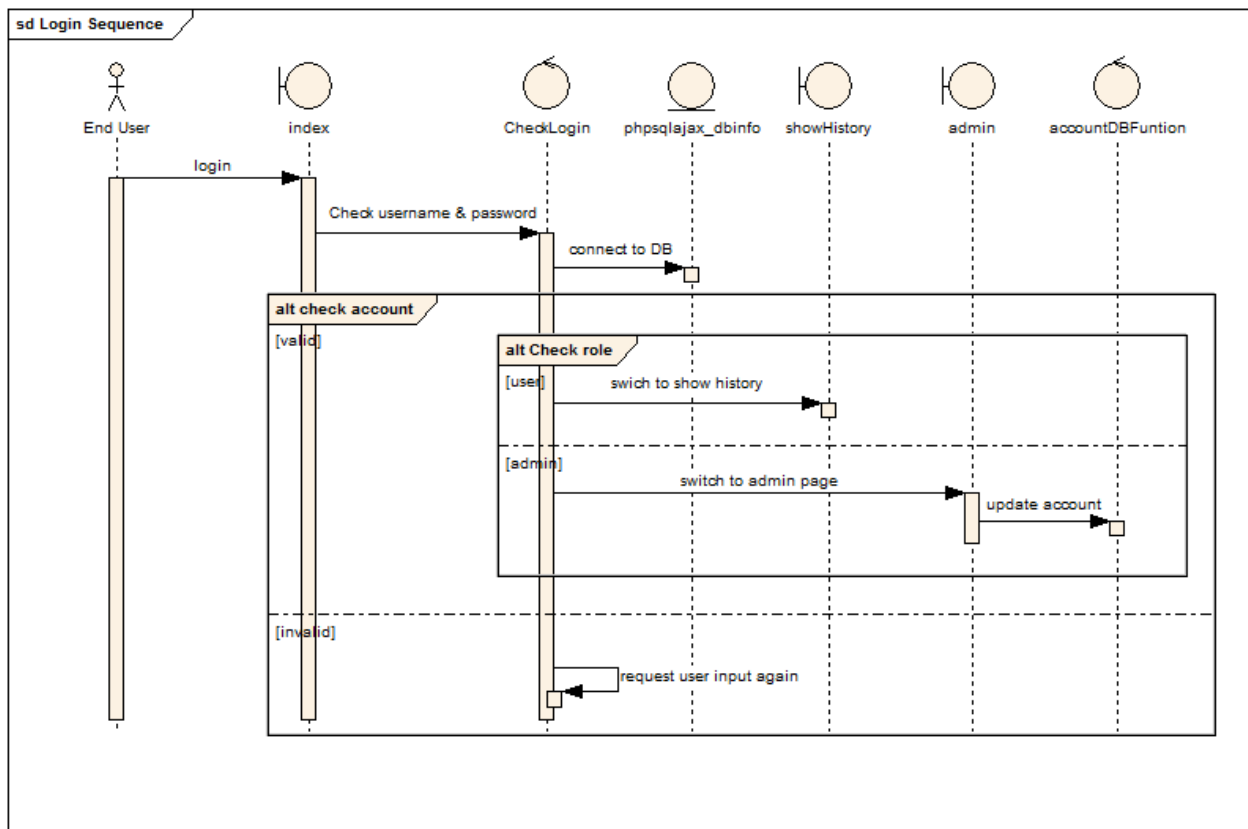 sd Login Sequence
End User
index
CheckLogin
phpsqlajax_dbinfo
showHistory
admin
accountDBFuntion
login
Check username & password
connect to DB
alt check account
[valid]
alt Check role
[user]
swich to show history
[admin]
switch to admin page
update account
[invalid]
request user input again